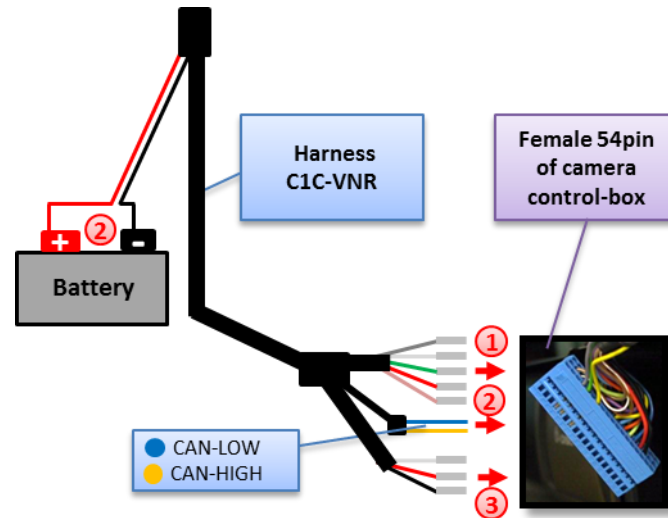 Harness
C1C-VNR
Female 54pin
of camera
control-box
+ 2 -
Battery
1
2
CAN-LOW
CAN-HIGH
3